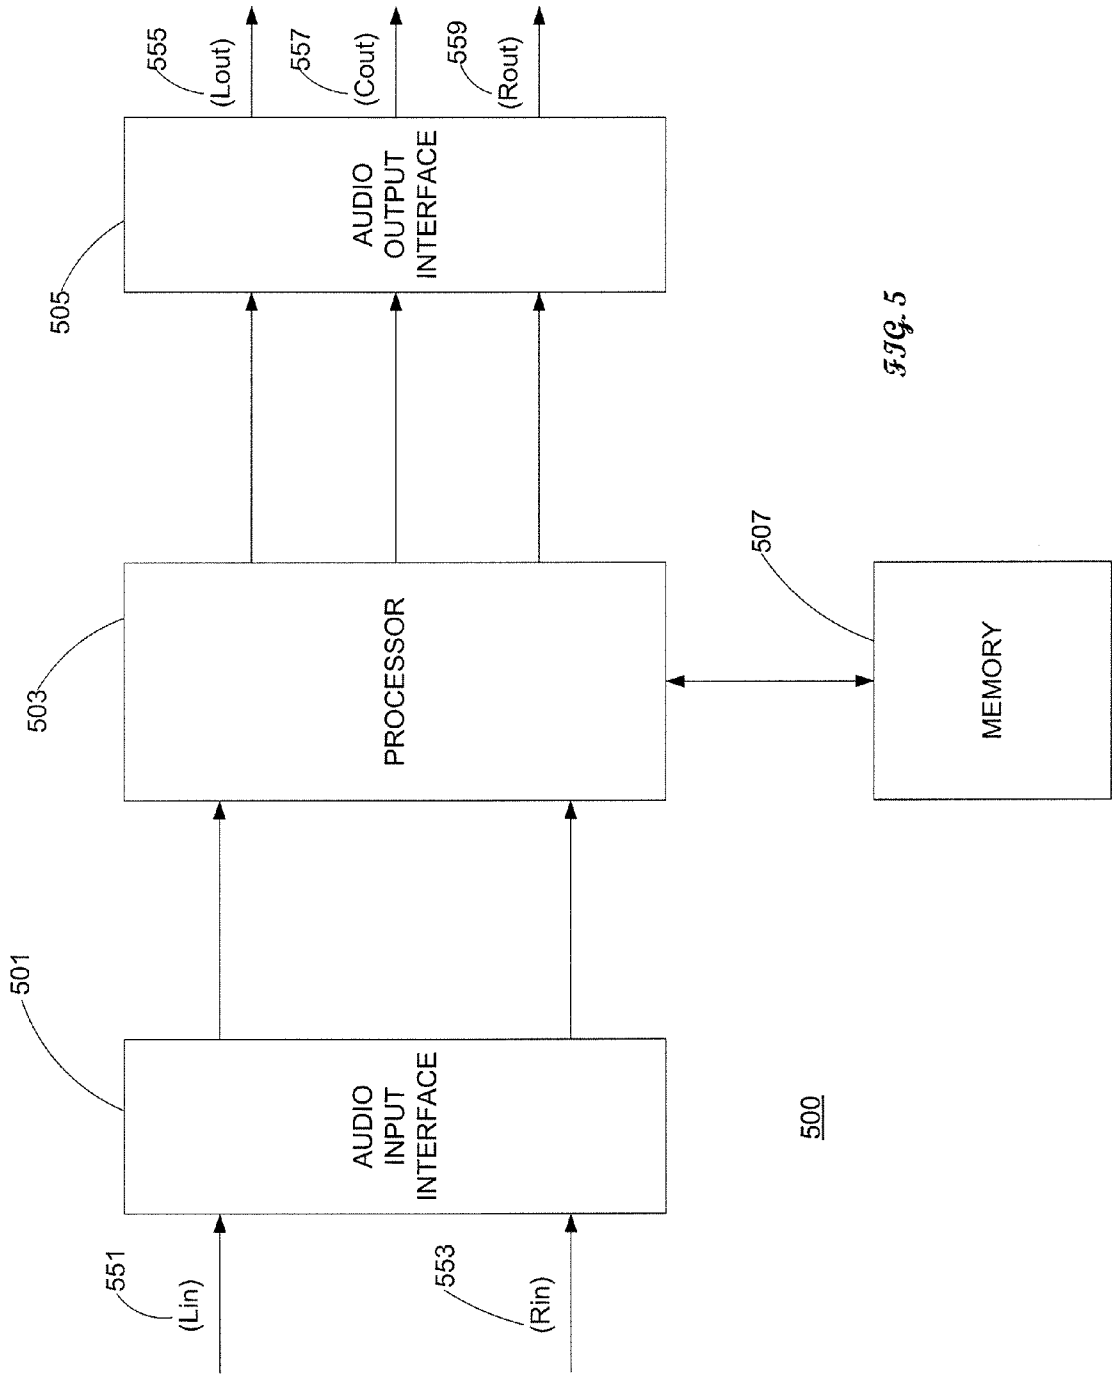 501
503
505
555
(Lout)
557
(Cout)
559
(Rout)
551
(Lin)
553
(Rin)
AUDIO
INPUT
INTERFACE
PROCESSOR
AUDIO
OUTPUT
INTERFACE
507
MEMORY
500
FIG. 5